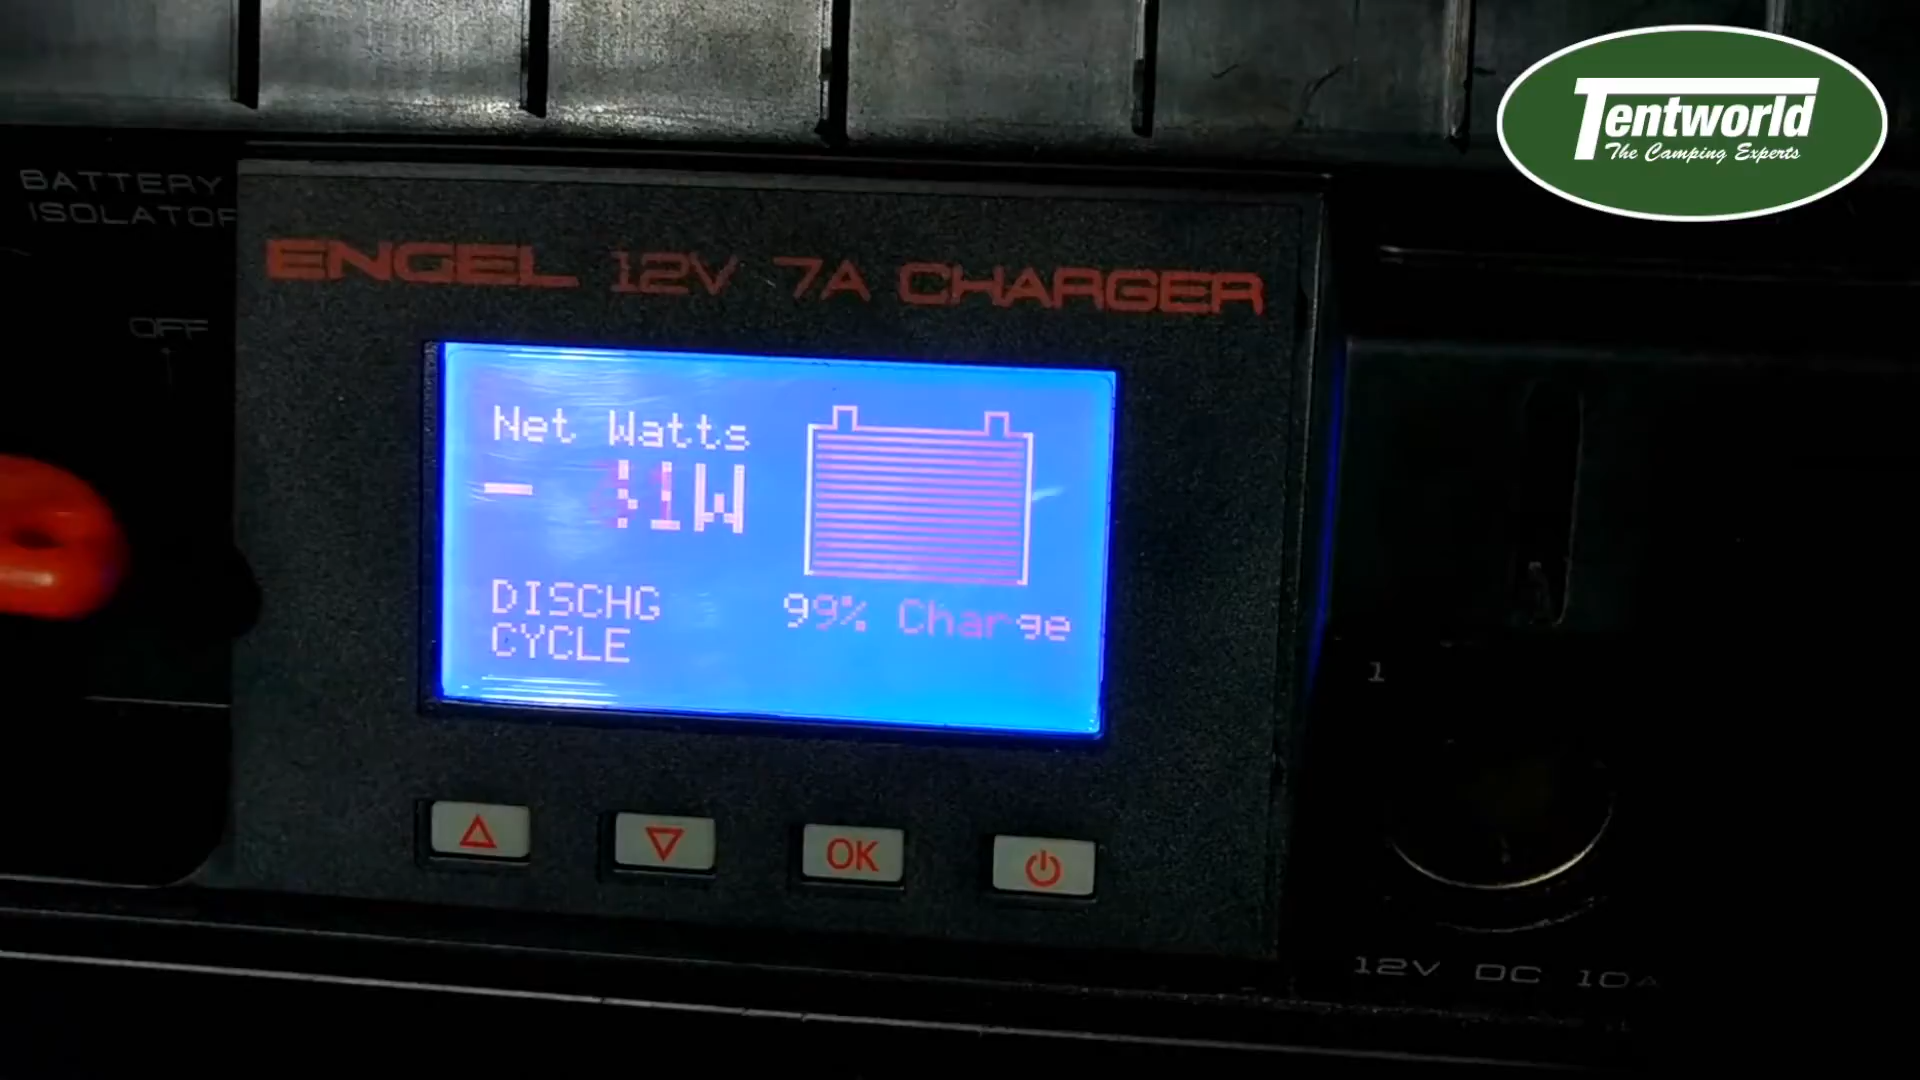 Tentworld
The Camping Experts
BATTERY
ISOLATOR
OFF
ENGEL 12V 7A CHARGER
Net Watts
DISCHG
CYCLE
99% Charge
OK
1
12V DC 10A